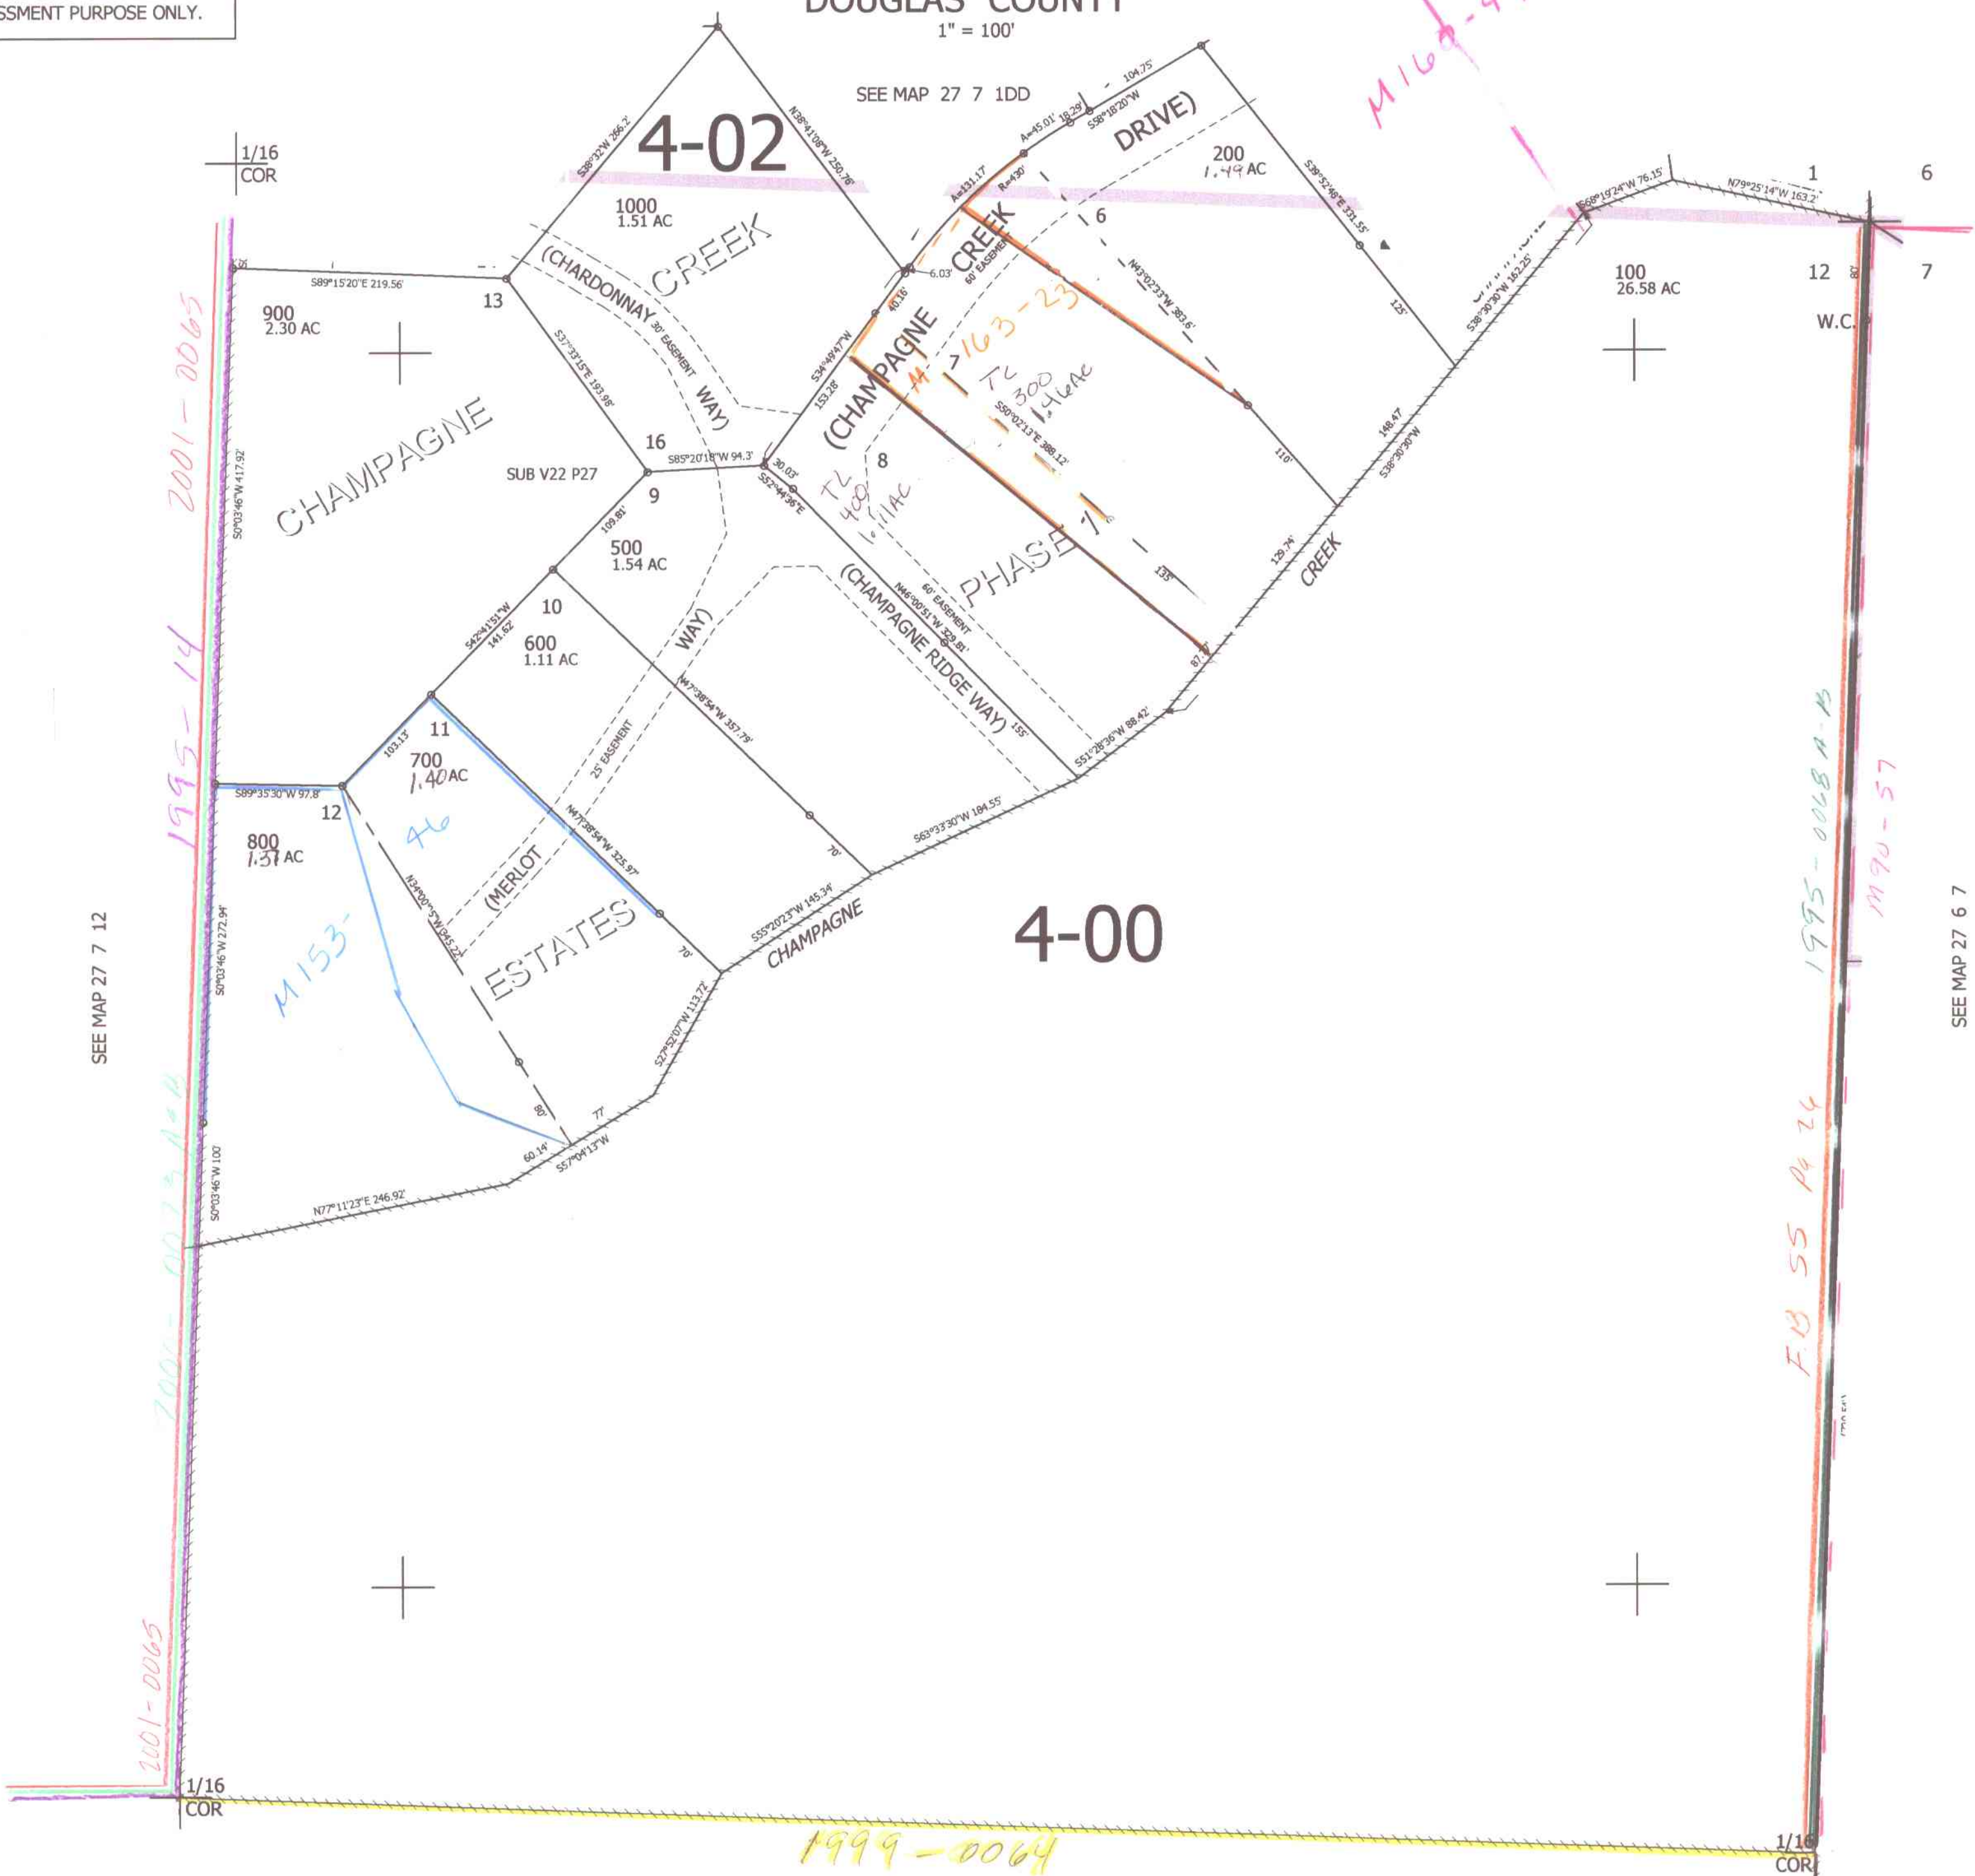 SSMENT PURPOSE ONLY.
DOUGLAS COUNTY
1" = 100'
SEE MAP 27 7 1DD
4-02
1/16
COR
1000
1.51 AC
S38°32'W 266.2'
N38°41'08"W 250.76'
CREEK
(CHARDONNAY
30' EASEMENT
WAY)
A=45.01'
18.29'
104.75'
S58°18'20"W
A=131.17'
R=430'
DRIVE)
200
1.49 AC
S39°52'48"E 331.55'
125'
6
N43°02'33"W 383.6'
110'
6.03'
40.16'
S34°49'47"W
153.28'
(CHAMPAGNE
CREEK
60' EASEMENT
M 163-23
7
TL
300
1.46AC
S50°02'13"E 388.12'
135'
S68°19'24"W 76.15'
N79°25'14"W 163.2'
S38°30'30"W 162.25'
1
6
12
7
80'
W.C.
100
26.58 AC
148.47'
S38°30'30"W
129.74'
CREEK
S89°15'20"E 219.56'
13
900
2.30 AC
S0°03'46"W 417.92'
2001-0065
1995-14
CHAMPAGNE
S37°33'15"E 193.98'
16
SUB V22 P27
S85°20'18"W 94.3'
9
109.81'
500
1.54 AC
30.03'
S52°44'36"E
8
TL
400
1.11AC
PHASE 1
(CHAMPAGNE RIDGE WAY)
60' EASEMENT
N46°00'51"W 329.81'
155'
S51°28'36"W 88.42'
10
600
1.11 AC
S42°41'51"W
141.62'
WAY)
N47°38'54"W 357.79'
70'
S63°33'30"W 184.55'
11
103.13'
700
1.40 AC
25' EASEMENT
(MERLOT
N47°38'54"W 325.97'
70'
S55°20'23"W 145.34'
CHAMPAGNE
4-00
S89°35'30"W 97.8'
12
800
1.37 AC
M153-
46
ESTATES
80'
S27°52'07"W 113.72'
77'
60.14'
S57°04'13"W
S0°03'46"W 272.94'
S0°03'46"W 100'
N77°11'23"E 246.92'
SEE MAP 27 7 12
SEE MAP 27 6 7
1995-0068 A-B
M90-57
F.B 55 Pg 26
2001-0065
1/16
COR
1999-0064
1/16
COR